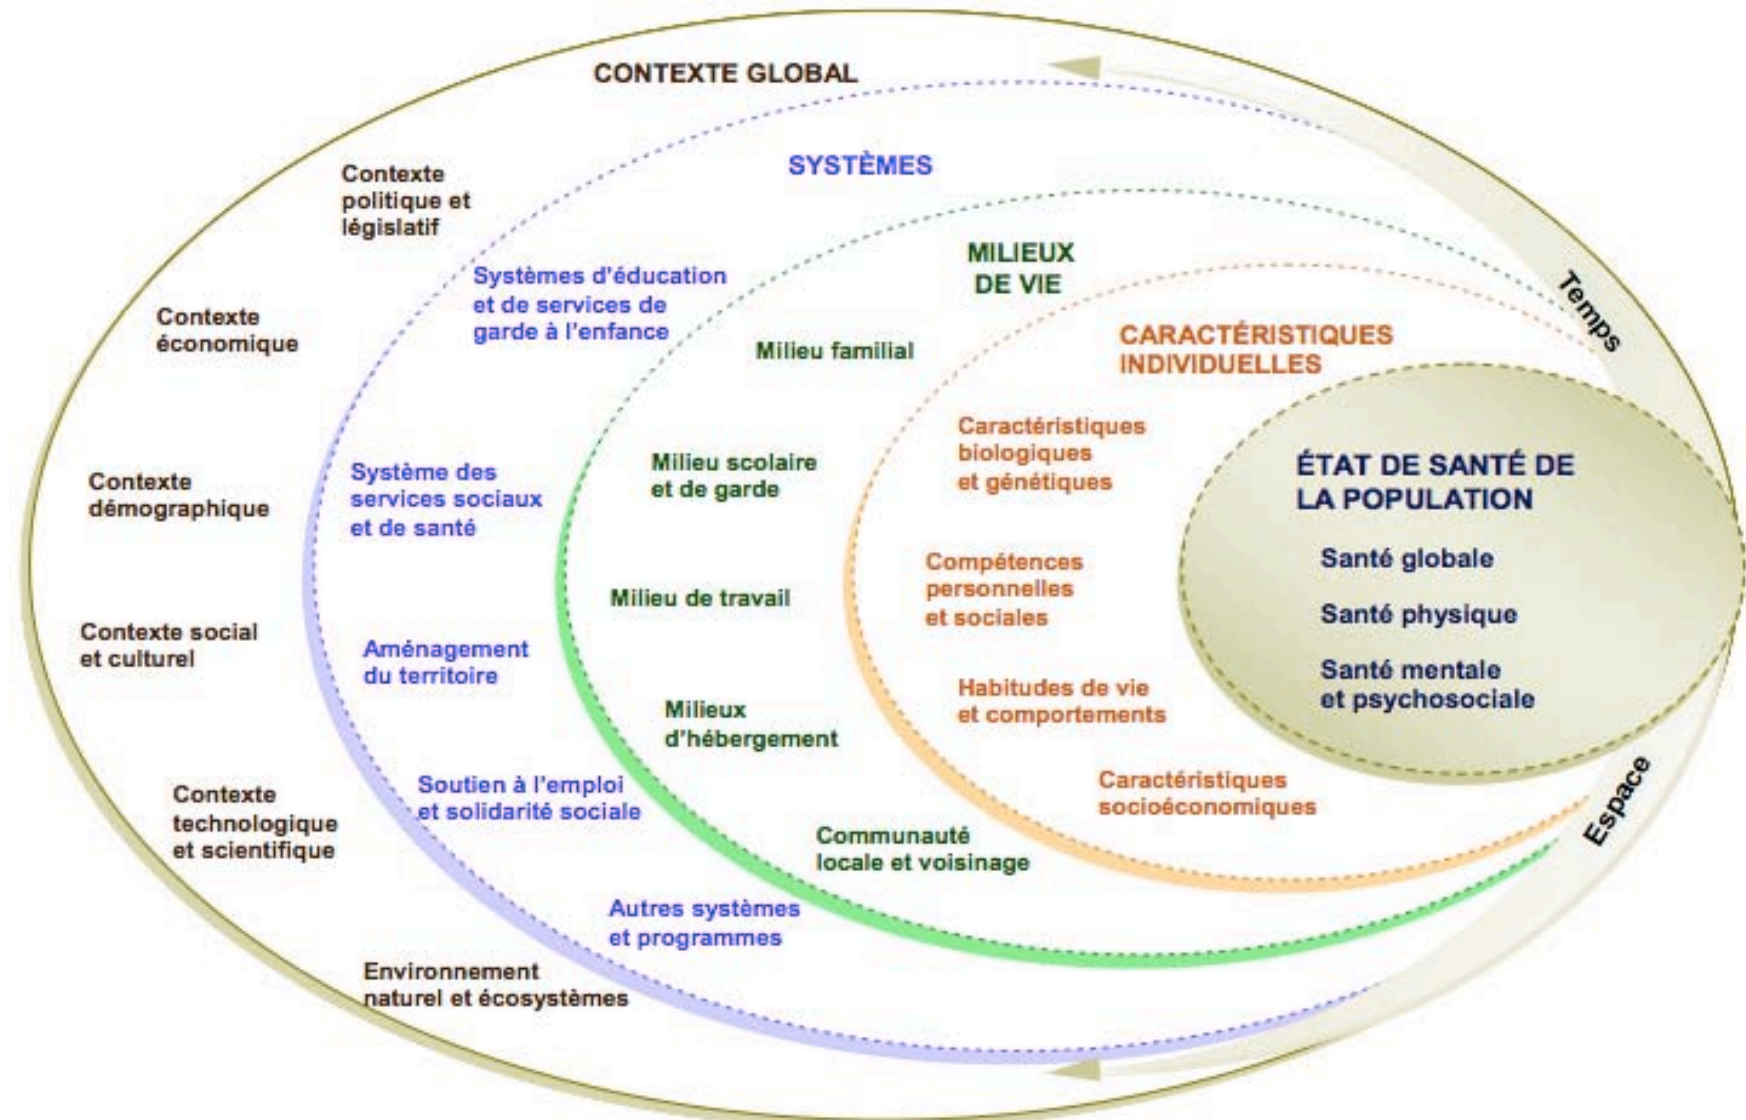 CONTEXTE GLOBAL
Contexte
politique et
législatif
Contexte
économique
Contexte
démographique
Contexte social
et culturel
Contexte
technologique
et scientifique
Environnement
naturel et écosystèmes
SYSTÈMES
Systèmes d'éducation
et de services de
garde à l'enfance
Système des
services sociaux
et de santé
Aménagement
du territoire
Soutien à l'emploi
et solidarité sociale
Autres systèmes
et programmes
MILIEUX
DE VIE
Milieu familial
Milieu scolaire
et de garde
Milieu de travail
Milieux
d'hébergement
Communauté
locale et voisinage
CARACTÉRISTIQUES
INDIVIDUELLES
Caractéristiques
biologiques
et génétiques
Compétences
personnelles
et sociales
Habitudes de vie
et comportements
Caractéristiques
socioéconomiques
ÉTAT DE SANTÉ DE
LA POPULATION
Santé globale
Santé physique
Santé mentale
et psychosociale
Temps
Espace